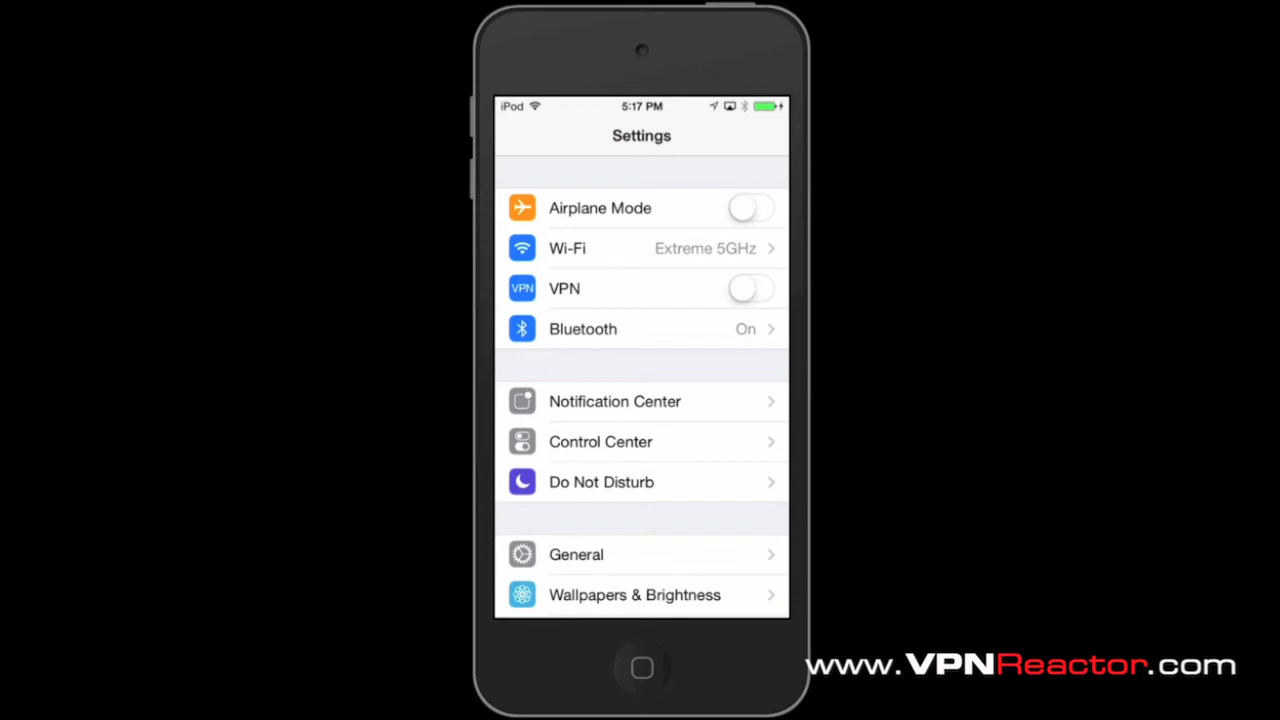 iPod
5:17 PM
Settings
Airplane Mode
Wi-Fi
Extreme 5GHz
VPN VPN
Bluetooth
On
Notification Center
Control Center
Do Not Disturb
General
Wallpapers & Brightness
www.VPNReactor.com